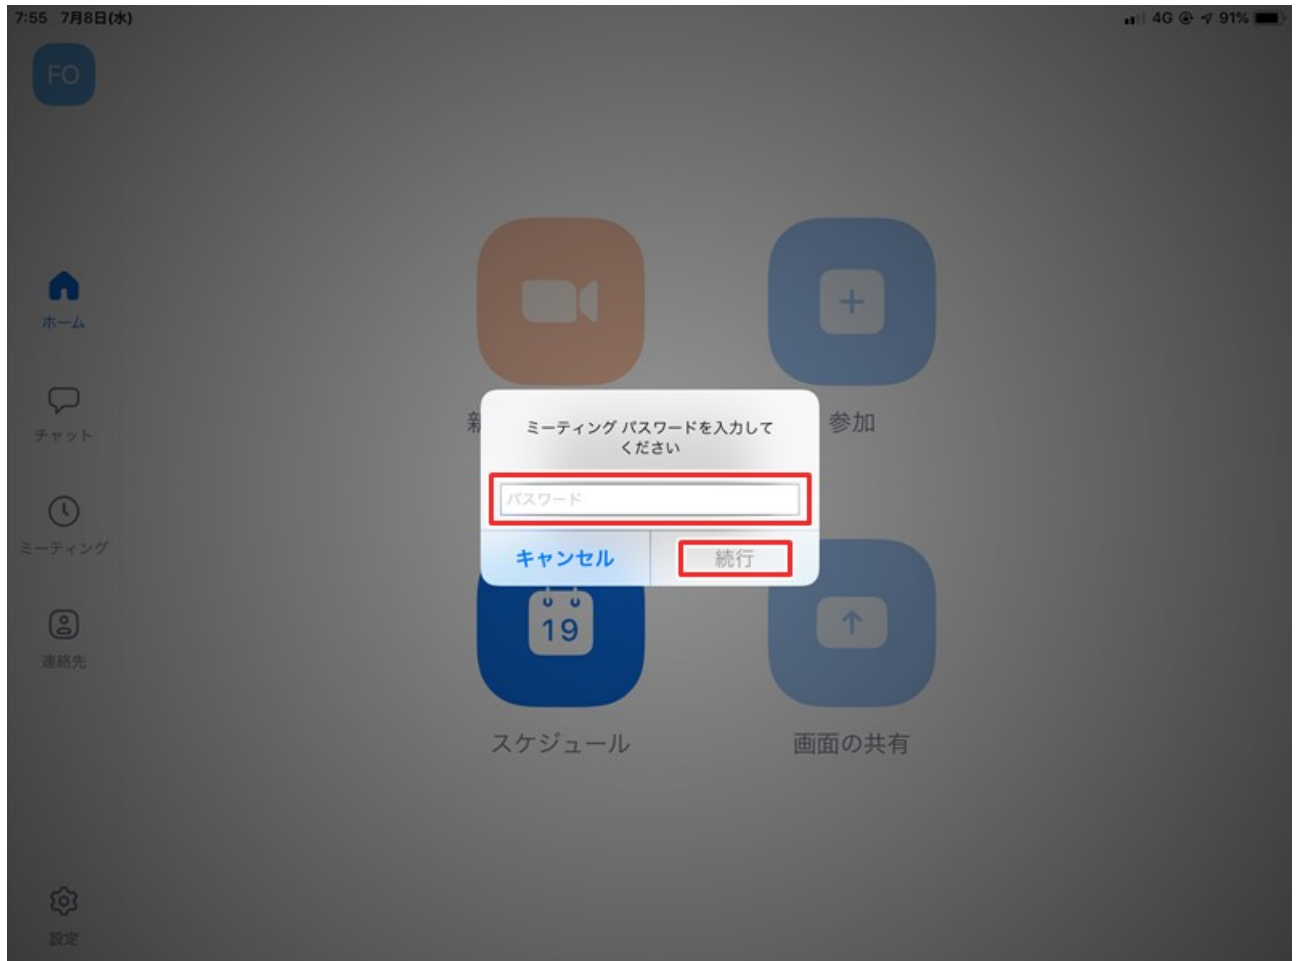 7:55 7月8日(水)
4G 91%
FO
ホーム
チャット
ミーティング
連絡先
設定
新
参加
ミーティング パスワードを入力して
ください
パスワード
キャンセル
続行
19
スケジュール
画面の共有